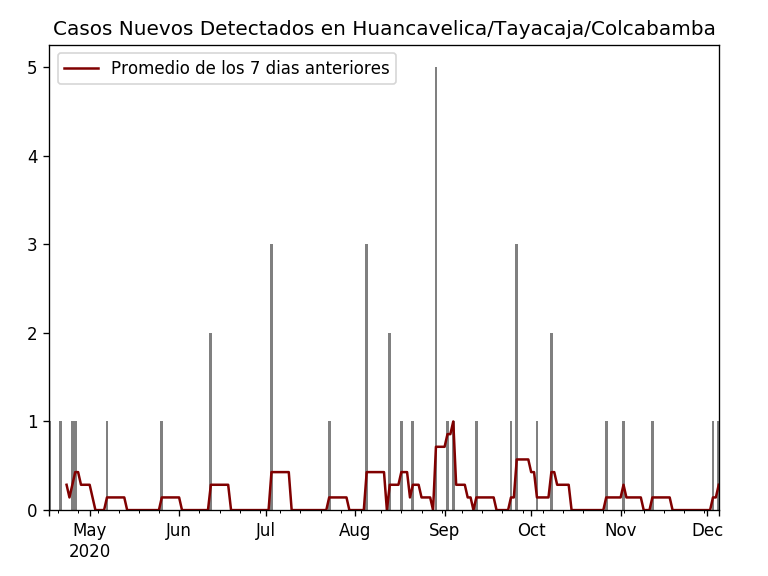 Casos Nuevos Detectados en Huancavelica/Tayacaja/Colcabamba
Promedio de los 7 dias anteriores
5
4
3
2
1
0
May Jun Jul Aug Sep Oct Nov Dec
2020